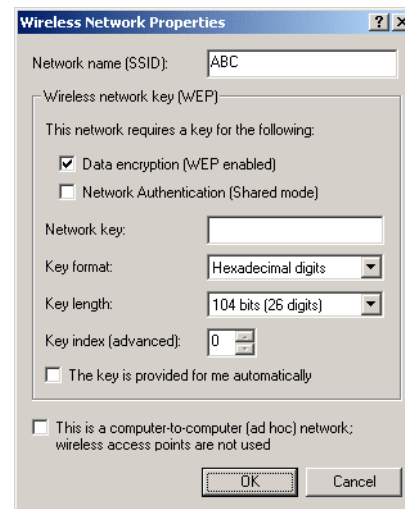 Wireless Network Properties
Network name (SSID): ABC
Wireless network key (WEP)
This network requires a key for the following:
Data encryption (WEP enabled)
Network Authentication (Shared mode)
Network key:
Key format: Hexadecimal digits
Key length: 104 bits (26 digits)
Key index (advanced): 0
The key is provided for me automatically
This is a computer-to-computer (ad hoc) network;
wireless access points are not used
OK Cancel